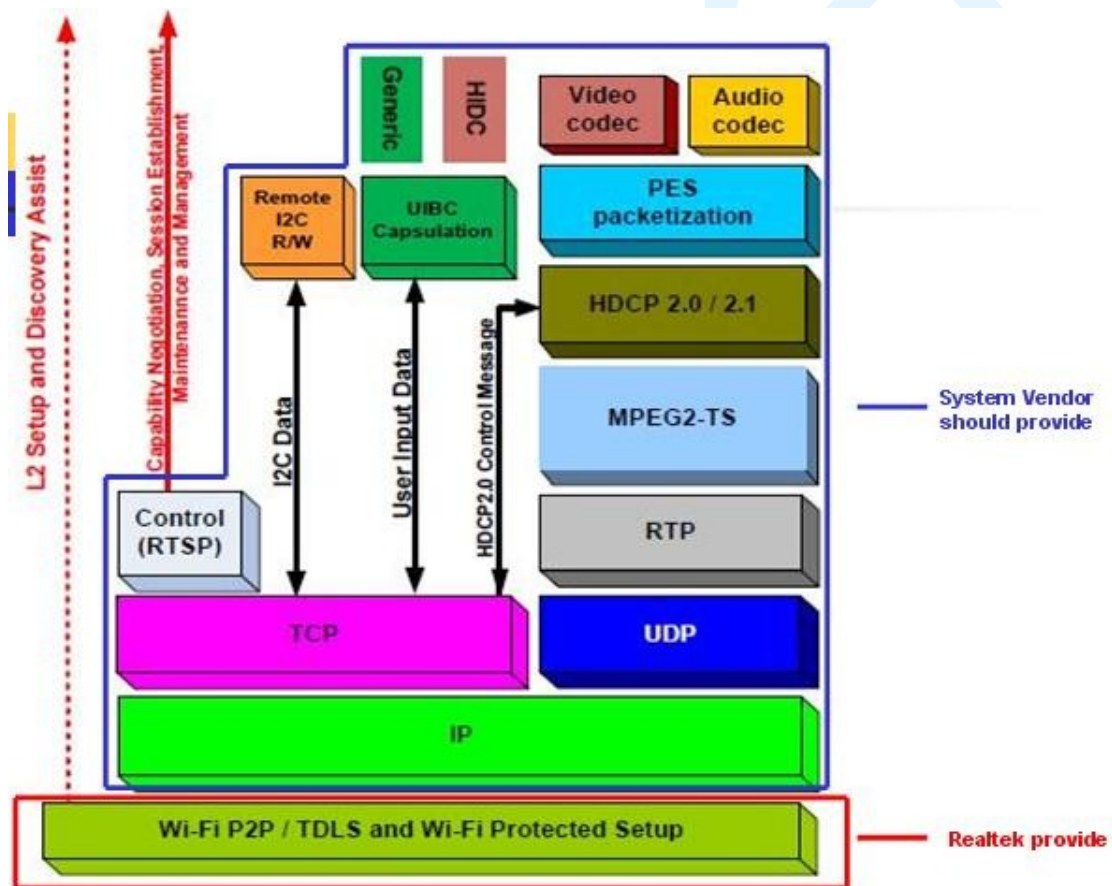 L2 Setup and Discovery Assist
Capability Negotiation, Session Establishment,
Maintenannce and Management
Generic
HIDC
Video
codec
Audio
codec
Remote
I2C
R/W
UIBC
Capsulation
PES
packetization
HDCP 2.0 / 2.1
I2C Data
User Input Data
HDCP2.0 Control Message
MPEG2-TS
System Vendor
should provide
Control
(RTSP)
RTP
TCP
UDP
IP
Wi-Fi P2P / TDLS and Wi-Fi Protected Setup
Realtek provide